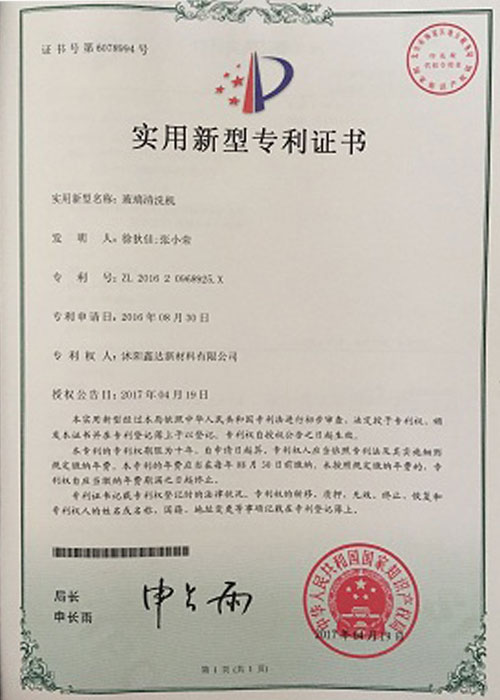 证书号第6078994号
实用新型专利证书
实用新型名称：玻璃清洗机
发 明 人：徐狄佳;张小荣
专 利 号：ZL 2016 2 0968925.X
专利申请日：2016年08月30日
专 利 权 人：沭阳鑫达新材料有限公司
授权公告日：2017年04月19日
本实用新型经过本局依照中华人民共和国专利法进行初步审查，决定授予专利权，颁
发本证书并在专利登记簿上予以登记。专利权自授权公告之日起生效。
本专利的专利权期限为十年，自申请日起算。专利权人应当依照专利法及其实施细则
规定缴纳年费。本专利的年费应当在每年08月30日前缴纳。未按照规定缴纳年费的，专
利权自应当缴纳年费期满之日起终止。
专利证书记载专利权登记时的法律状况。专利权的转移、质押、无效、终止、恢复和
专利权人的姓名或名称、国籍、地址变更等事项记载在专利登记簿上。
局长
申长雨
申长雨
中华人民共和国国家知识产权局
2017年04月19日
第1页(共1页)